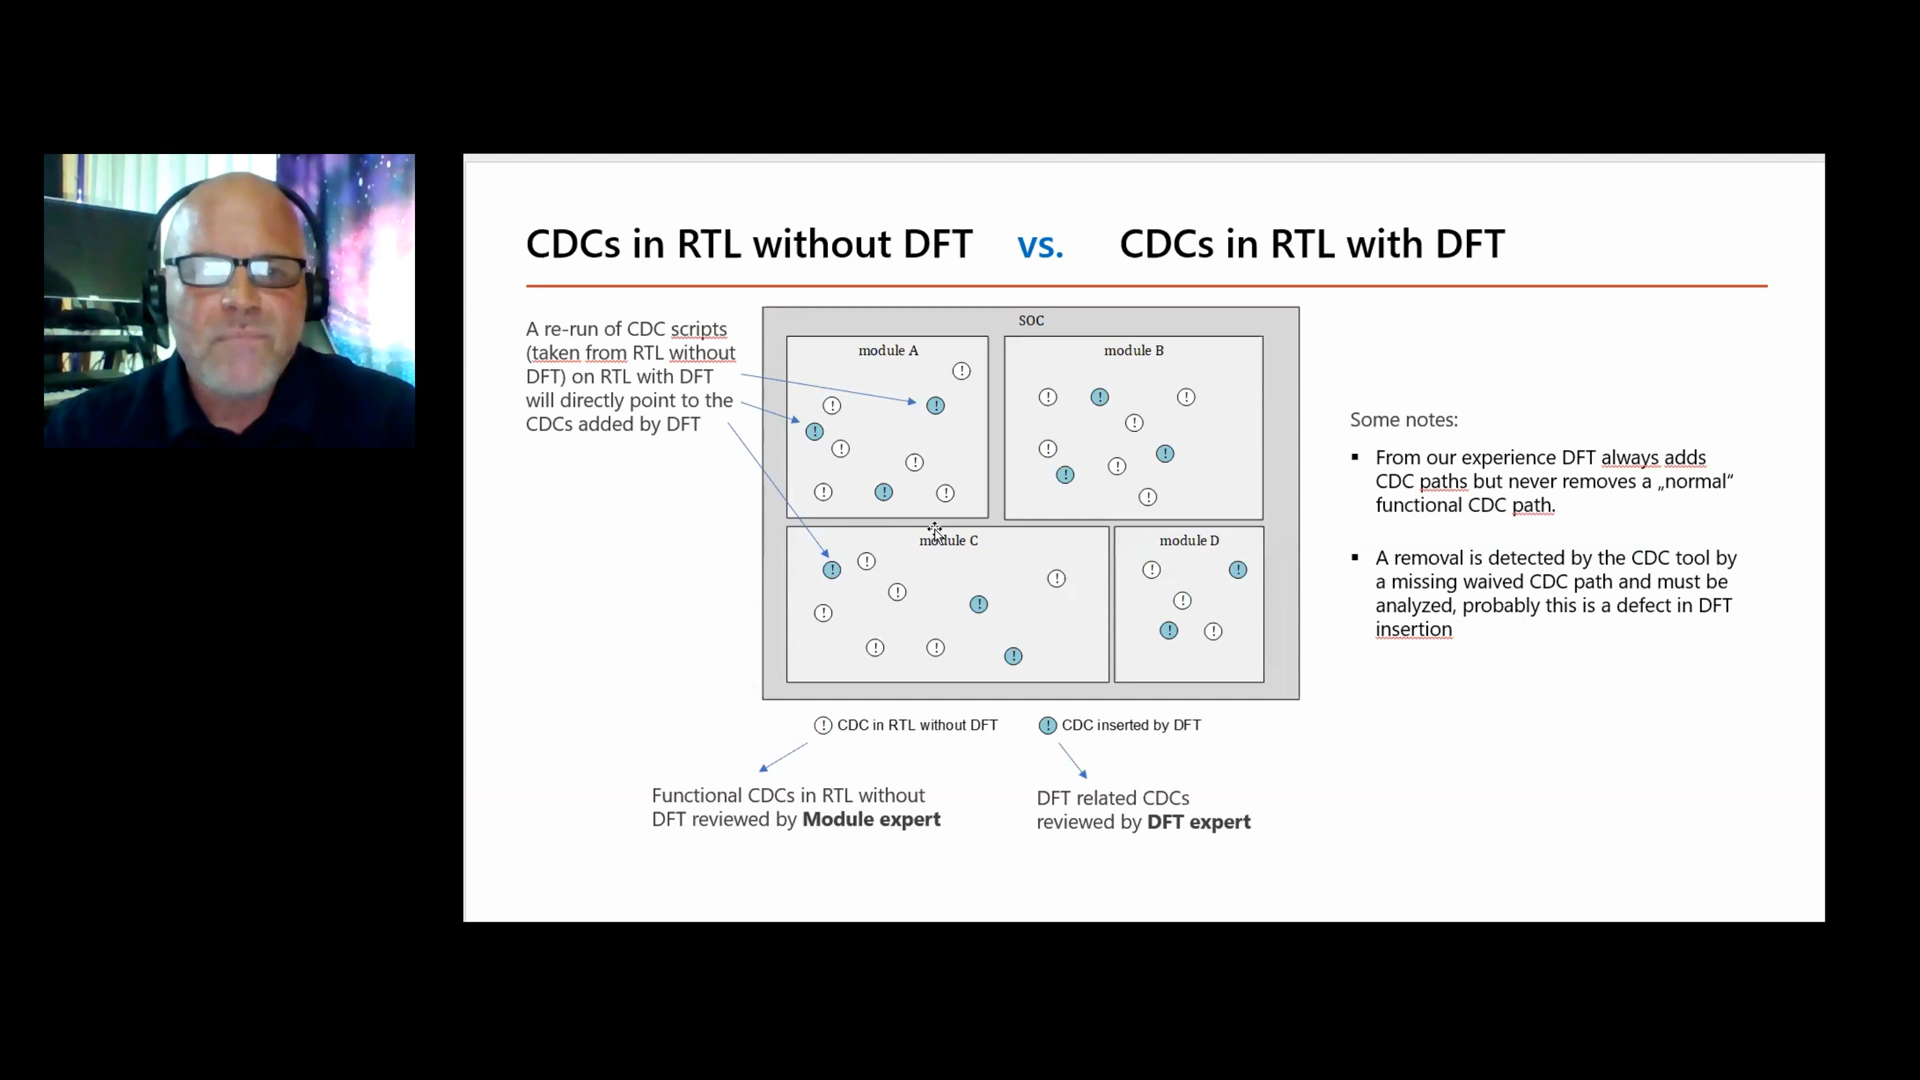 CDCs in RTL without DFT vs. CDCs in RTL with DFT
A re-run of CDC scripts
(taken from RTL without
DFT) on RTL with DFT
will directly point to the
CDCs added by DFT
SOC
module A
module B
module C
module D
Some notes:
▪ From our experience DFT always adds
CDC paths but never removes a „normal“
functional CDC path.
▪ A removal is detected by the CDC tool by
a missing waived CDC path and must be
analyzed, probably this is a defect in DFT
insertion
! CDC in RTL without DFT
! CDC inserted by DFT
Functional CDCs in RTL without
DFT reviewed by Module expert
DFT related CDCs
reviewed by DFT expert